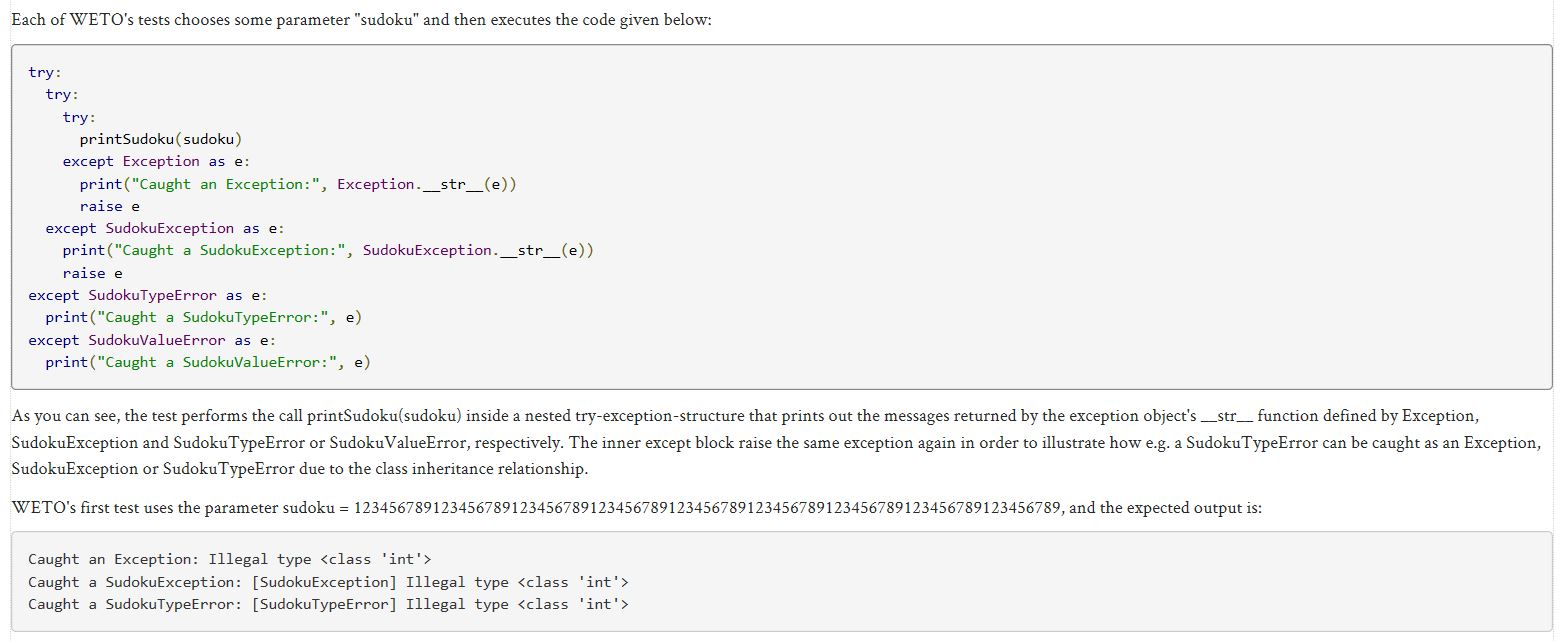 Each of WETO's tests chooses some parameter "sudoku" and then executes the code given below:
try:
  try:
    try:
      printSudoku(sudoku)
    except Exception as e:
      print("Caught an Exception:", Exception.__str__(e))
      raise e
  except SudokuException as e:
    print("Caught a SudokuException:", SudokuException.__str__(e))
    raise e
except SudokuTypeError as e:
  print("Caught a SudokuTypeError:", e)
except SudokuValueError as e:
  print("Caught a SudokuValueError:", e)
As you can see, the test performs the call printSudoku(sudoku) inside a nested try-exception-structure that prints out the messages returned by the exception object's __str__ function defined by Exception,
SudokuException and SudokuTypeError or SudokuValueError, respectively. The inner except block raise the same exception again in order to illustrate how e.g. a SudokuTypeError can be caught as an Exception,
SudokuException or SudokuTypeError due to the class inheritance relationship.
WETO's first test uses the parameter sudoku = 123456789123456789123456789123456789123456789123456789123456789123456789123456789, and the expected output is:
Caught an Exception: Illegal type <class 'int'>
Caught a SudokuException: [SudokuException] Illegal type <class 'int'>
Caught a SudokuTypeError: [SudokuTypeError] Illegal type <class 'int'>